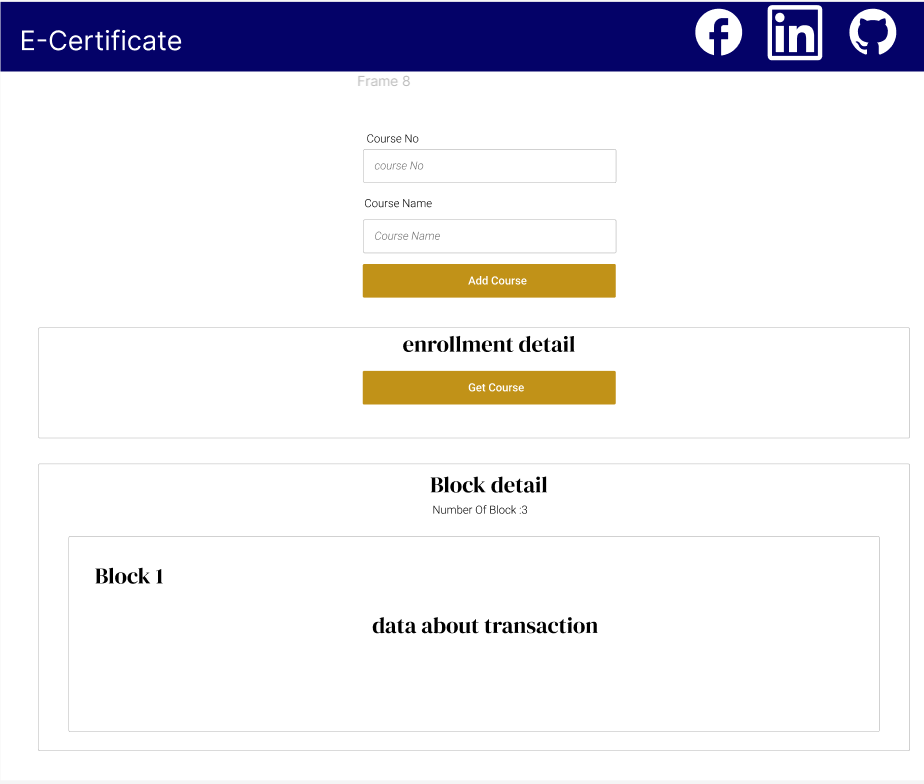 E-Certificate
Frame 8
Course No
course No
Course Name
Course Name
Add Course
enrollment detail
Get Course
Block detail
Number Of Block :3
Block 1
data about transaction